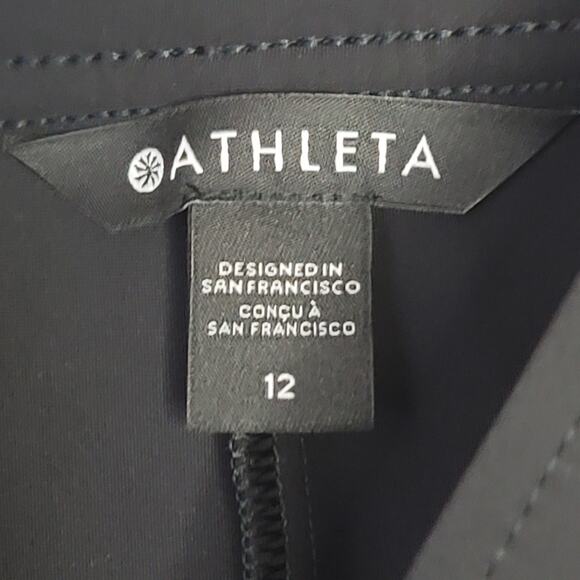 ATHLETA
DESIGNED IN
SAN FRANCISCO
CONÇU À
SAN FRANCISCO
12